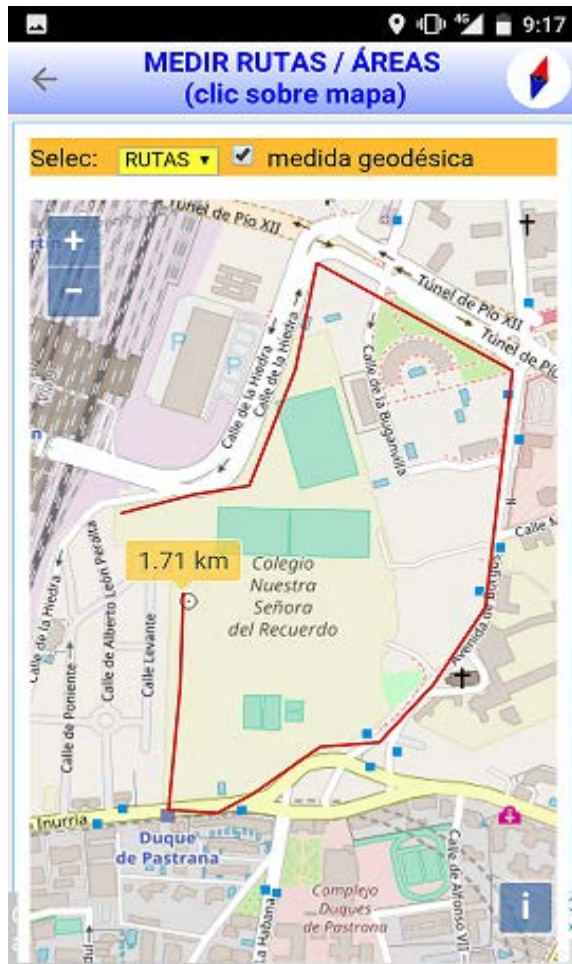 4G 9:17
MEDIR RUTAS / ÁREAS
(clic sobre mapa)
Selec: RUTAS medida geodésica
Túnel de Pío XII
+
−
Túnel de Pío XII
Túnel de Pío
P
P
Calle de la Hiedra
Calle de la Hiedra
Calle de la Buganvilla
Calle
Calle de la Hiedra
Calle de Alberto León Peralta
1.71 km
Colegio
Nuestra
Señora
del Recuerdo
Avenida de Burgos
Calle de Poniente
Calle Levante
Inurria
Duque
de Pastrana
Complejo
Duques
de Pastrana
La Habana
Calle de Alfonso VII
i